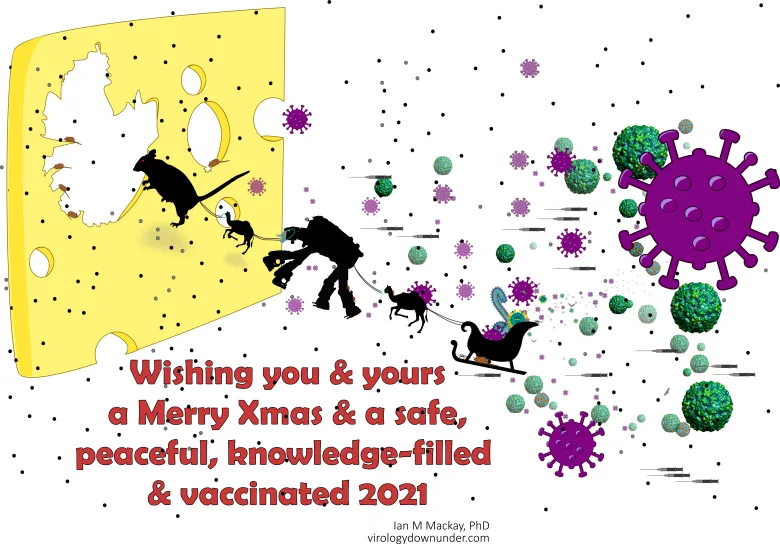 Wishing you & yours
a Merry Xmas & a safe,
peaceful, knowledge-filled
& vaccinated 2021
Ian M Mackay, PhD
virologydownunder.com